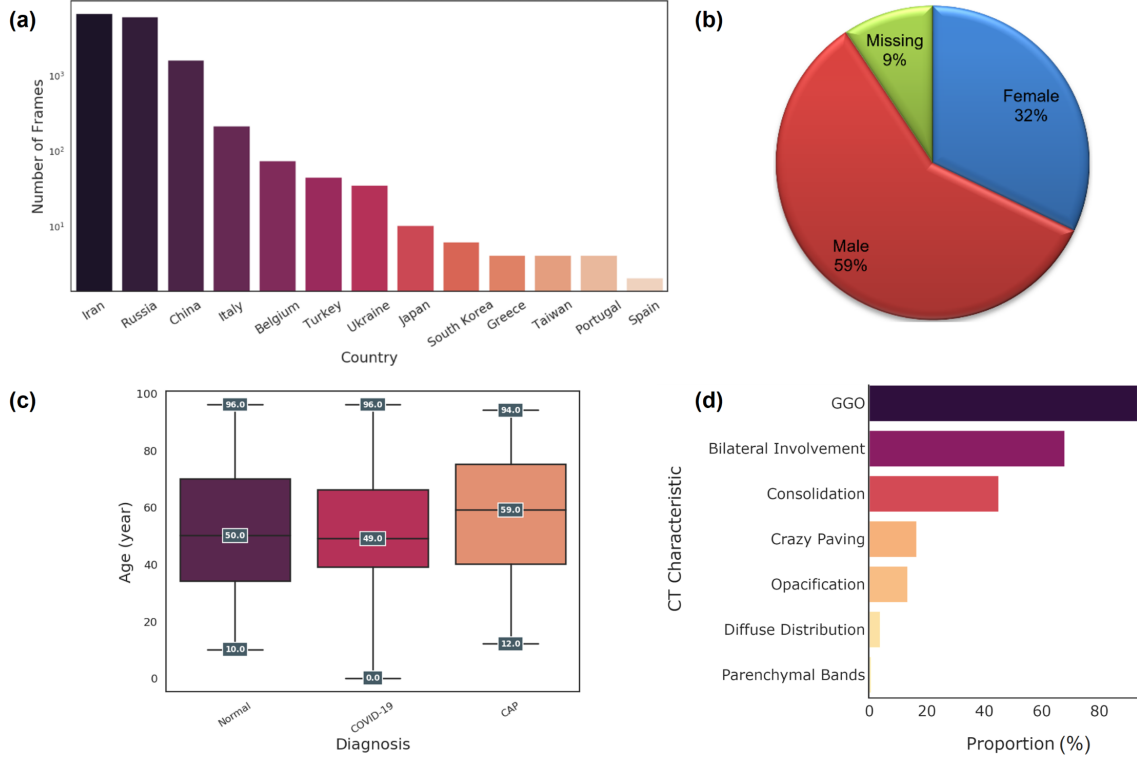 (a)
Number of Frames
10³
10²
10¹
Iran
Russia
China
Italy
Belgium
Turkey
Ukraine
Japan
South Korea
Greece
Taiwan
Portugal
Spain
Country
(b)
Missing
9%
Female
32%
Male
59%
(c)
Age (year)
100
80
60
40
20
0
96.0
50.0
10.0
96.0
49.0
0.0
94.0
59.0
12.0
Normal
COVID-19
CAP
Diagnosis
(d)
CT Characteristic
GGO
Bilateral Involvement
Consolidation
Crazy Paving
Opacification
Diffuse Distribution
Parenchymal Bands
0
20
40
60
80
Proportion (%)